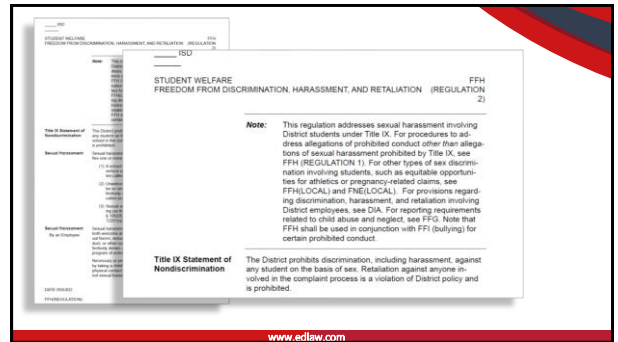 ISD
STUDENT WELFARE FFH
FREEDOM FROM DISCRIMINATION, HARASSMENT, AND RETALIATION (REGULATION
2)
Note:
Title IX Statement of
Nondiscrimination
Sexual Harassment
Sexual Harassment
By an Employee
DATE ISSUED
FFH(REGULATION)
_____ ISD
STUDENT WELFARE FFH
FREEDOM FROM DISCRIMINATION, HARASSMENT, AND RETALIATION (REGULATION
2)
Note: This regulation addresses sexual harassment involving
District students under Title IX. For procedures to ad-
dress allegations of prohibited conduct other than allega-
tions of sexual harassment prohibited by Title IX, see
FFH (REGULATION 1). For other types of sex discrimi-
nation involving students, such as equitable opportuni-
ties for athletics or pregnancy-related claims, see
FFH(LOCAL) and FNE(LOCAL). For provisions regard-
ing discrimination, harassment, and retaliation involving
District employees, see DIA. For reporting requirements
related to child abuse and neglect, see FFG. Note that
FFH shall be used in conjunction with FFI (bullying) for
certain prohibited conduct.
Title IX Statement of The District prohibits discrimination, including harassment, against
Nondiscrimination any student on the basis of sex. Retaliation against anyone in-
volved in the complaint process is a violation of District policy and
is prohibited.
www.edlaw.com